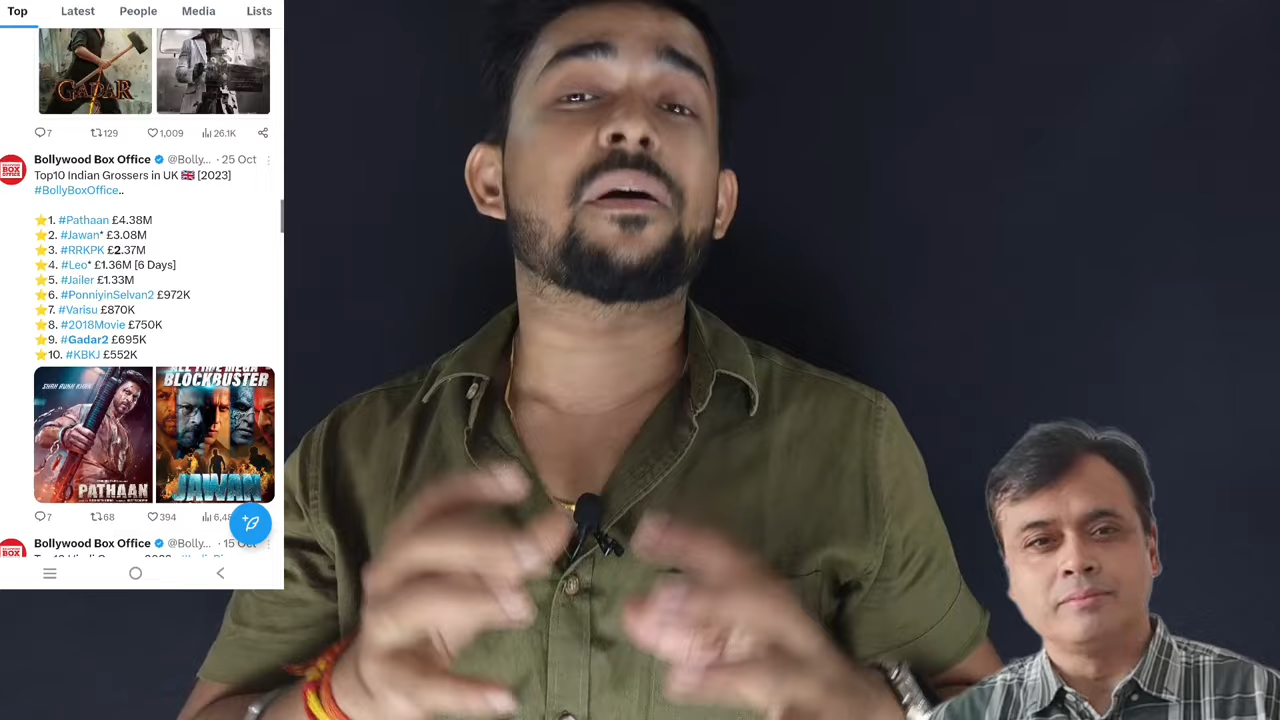 Top Latest People Media Lists
GADAR
7 129 1,009 26.1K
Bollywood Box Office @Bolly... · 25 Oct
BOX
OFFICE
Top10 Indian Grossers in UK 🇬🇧 [2023]
#BollyBoxOffice..
⭐1. #Pathaan £4.38M
⭐2. #Jawan* £3.08M
⭐3. #RRKPK £2.37M
⭐4. #Leo* £1.36M [6 Days]
⭐5. #Jailer £1.33M
⭐6. #PonniyinSelvan2 £972K
⭐7. #Varisu £870K
⭐8. #2018Movie £750K
⭐9. #Gadar2 £695K
⭐10. #KBKJ £552K
ALL TIME MEGA
BLOCKBUSTER
SHAH RUKH KHAN
PATHAAN
JAWAN
7 68 394
Bollywood Box Office @Bolly... · 15 Oct
BOX